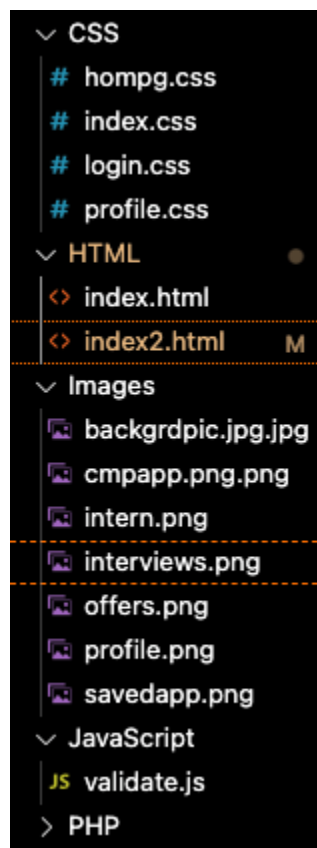 CSS
# hompg.css
# index.css
# login.css
# profile.css
HTML
<> index.html
<> index2.html M
Images
backgrdpic.jpg.jpg
cmpapp.png.png
intern.png
interviews.png
offers.png
profile.png
savedapp.png
JavaScript
JS validate.js
PHP